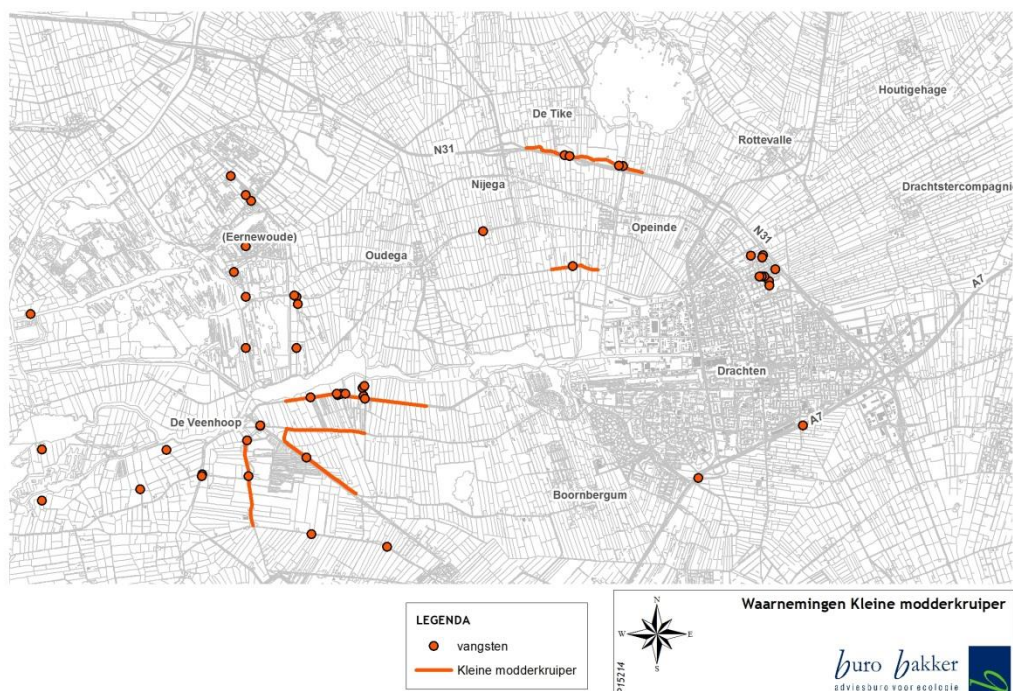 Houtigehage
De Tike
Rottevalle
N31
Nijega
Drachtstercompagni
Opeinde
N31
(Eernewoude)
Oudega
A7
Drachten
De Veenhoop
A7
Boornbergum
LEGENDA
vangsten
Kleine modderkruiper
Waarnemingen Kleine modderkruiper
N
W E
S
P15214
buro bakker
adviesburo voor ecologie
b